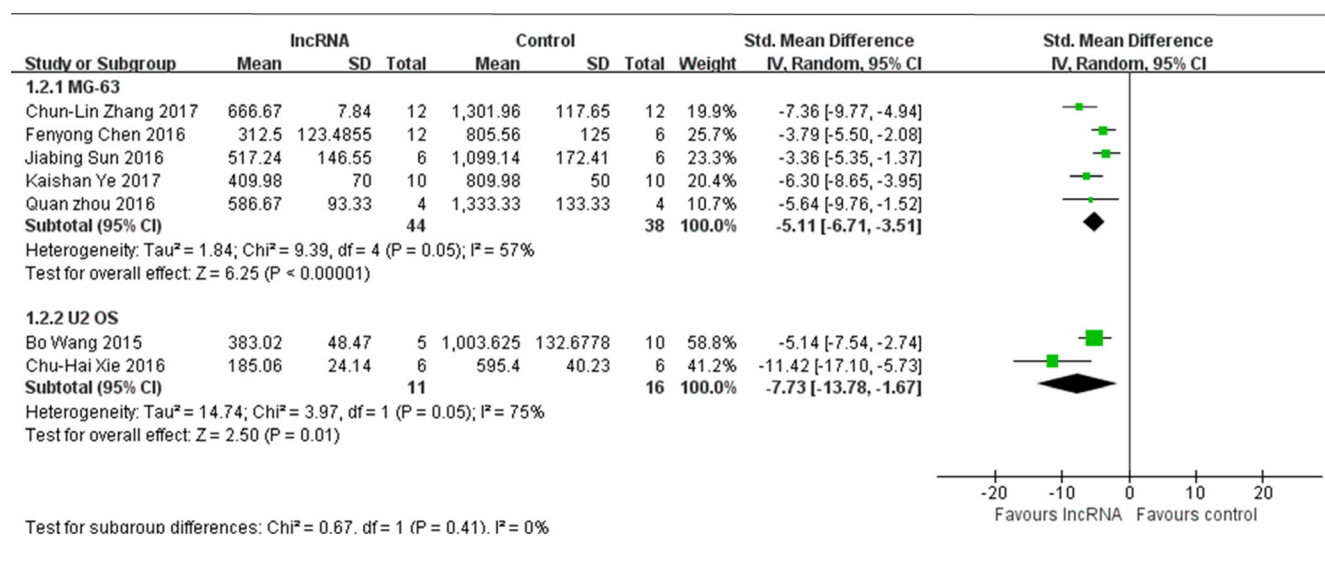 lncRNA Control Std. Mean Difference Std. Mean Difference
Study or Subgroup Mean SD Total Mean SD Total Weight IV, Random, 95% CI IV, Random, 95% CI
1.2.1 MG-63
Chun-Lin Zhang 2017 666.67 7.84 12 1,301.96 117.65 12 19.9% -7.36 [-9.77, -4.94]
Fenyong Chen 2016 312.5 123.4855 12 805.56 125 6 25.7% -3.79 [-5.50, -2.08]
Jiabing Sun 2016 517.24 146.55 6 1,099.14 172.41 6 23.3% -3.36 [-5.35, -1.37]
Kaishan Ye 2017 409.98 70 10 809.98 50 10 20.4% -6.30 [-8.65, -3.95]
Quan zhou 2016 586.67 93.33 4 1,333.33 133.33 4 10.7% -5.64 [-9.76, -1.52]
Subtotal (95% CI) 44 38 100.0% -5.11 [-6.71, -3.51]
Heterogeneity: Tau² = 1.84; Chi² = 9.39, df = 4 (P = 0.05); I² = 57%
Test for overall effect: Z = 6.25 (P < 0.00001)
1.2.2 U2 OS
Bo Wang 2015 383.02 48.47 5 1,003.625 132.6778 10 58.8% -5.14 [-7.54, -2.74]
Chu-Hai Xie 2016 185.06 24.14 6 595.4 40.23 6 41.2% -11.42 [-17.10, -5.73]
Subtotal (95% CI) 11 16 100.0% -7.73 [-13.78, -1.67]
Heterogeneity: Tau² = 14.74; Chi² = 3.97, df = 1 (P = 0.05); I² = 75%
Test for overall effect: Z = 2.50 (P = 0.01)
-20 -10 0 10 20
Favours lncRNA Favours control
Test for subgroup differences: Chi² = 0.67, df = 1 (P = 0.41), I² = 0%